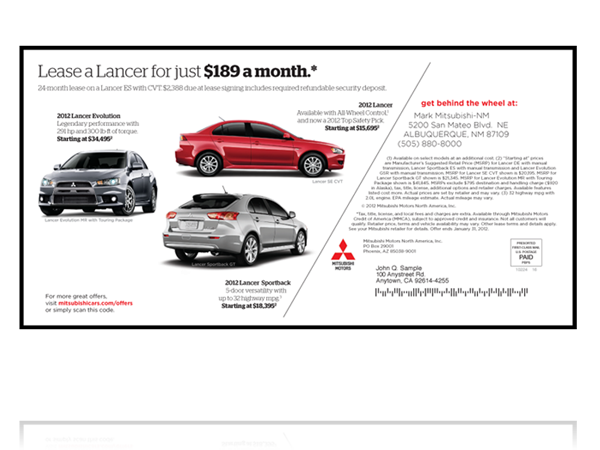 Lease a Lancer for just $189 a month.*
24-month lease on a Lancer ES with CVT $2,388 due at lease signing includes required refundable security deposit.
2012 Lancer Evolution
Legendary performance with
291 hp and 300 lb ft of torque.
Starting at $34,495²
Lancer Evolution MR with Touring Package.
2012 Lancer
Available with All Wheel Control,¹
and now a 2012 Top Safety Pick
Starting at $15,695²
Lancer SE CVT
Lancer Sportback GT
2012 Lancer Sportback
5-door versatility with
up to 32 highway mpg.³
Starting at $18,395²
For more great offers,
visit mitsubishicars.com/offers
or simply scan this code.
get behind the wheel at:
Mark Mitsubishi-NM
5200 San Mateo Blvd. NE
ALBUQUERQUE, NM 87109
(505) 880-8000
(1) Available on select models at an additional cost. (2) "Starting at" prices
are Manufacturer's Suggested Retail Price (MSRP) for Lancer DE with manual
transmission, Lancer Sportback ES with manual transmission and Lancer Evolution
GSR with manual transmission. MSRP for Lancer SE CVT shown is MSRP for
Lancer Sportback GT shown is MSRP for Lancer Evolution MR with Touring
Package shown is MSRPs exclude destination and handling charge
in Alaska), tax, title, license, additional options and retailer charges. Available features
listed cost more. Actual prices are set by retailer and may vary. (3) 32 highway mpg with
2.0L engine. EPA mileage estimate. Actual mileage may vary.
© 2012 Mitsubishi Motors North America, Inc.
*Tax, title, license, and local fees and charges are extra. Available through Mitsubishi Motors
Credit of America (MMCA), subject to approved credit and insurance. Not all customers will
qualify. Retailer price, terms, and vehicle availability may vary. Other lease terms and details apply.
See your Mitsubishi retailer for details. Offer ends January 31, 2012.
MITSUBISHI
MOTORS
Mitsubishi Motors North America, Inc.
PO Box 29001
Phoenix, AZ
John Q. Sample
100 Anystreet Rd.
Anytown, CA 92614-4255
PRESORTED
FIRST CLASS MAIL
U.S. POSTAGE
PAID